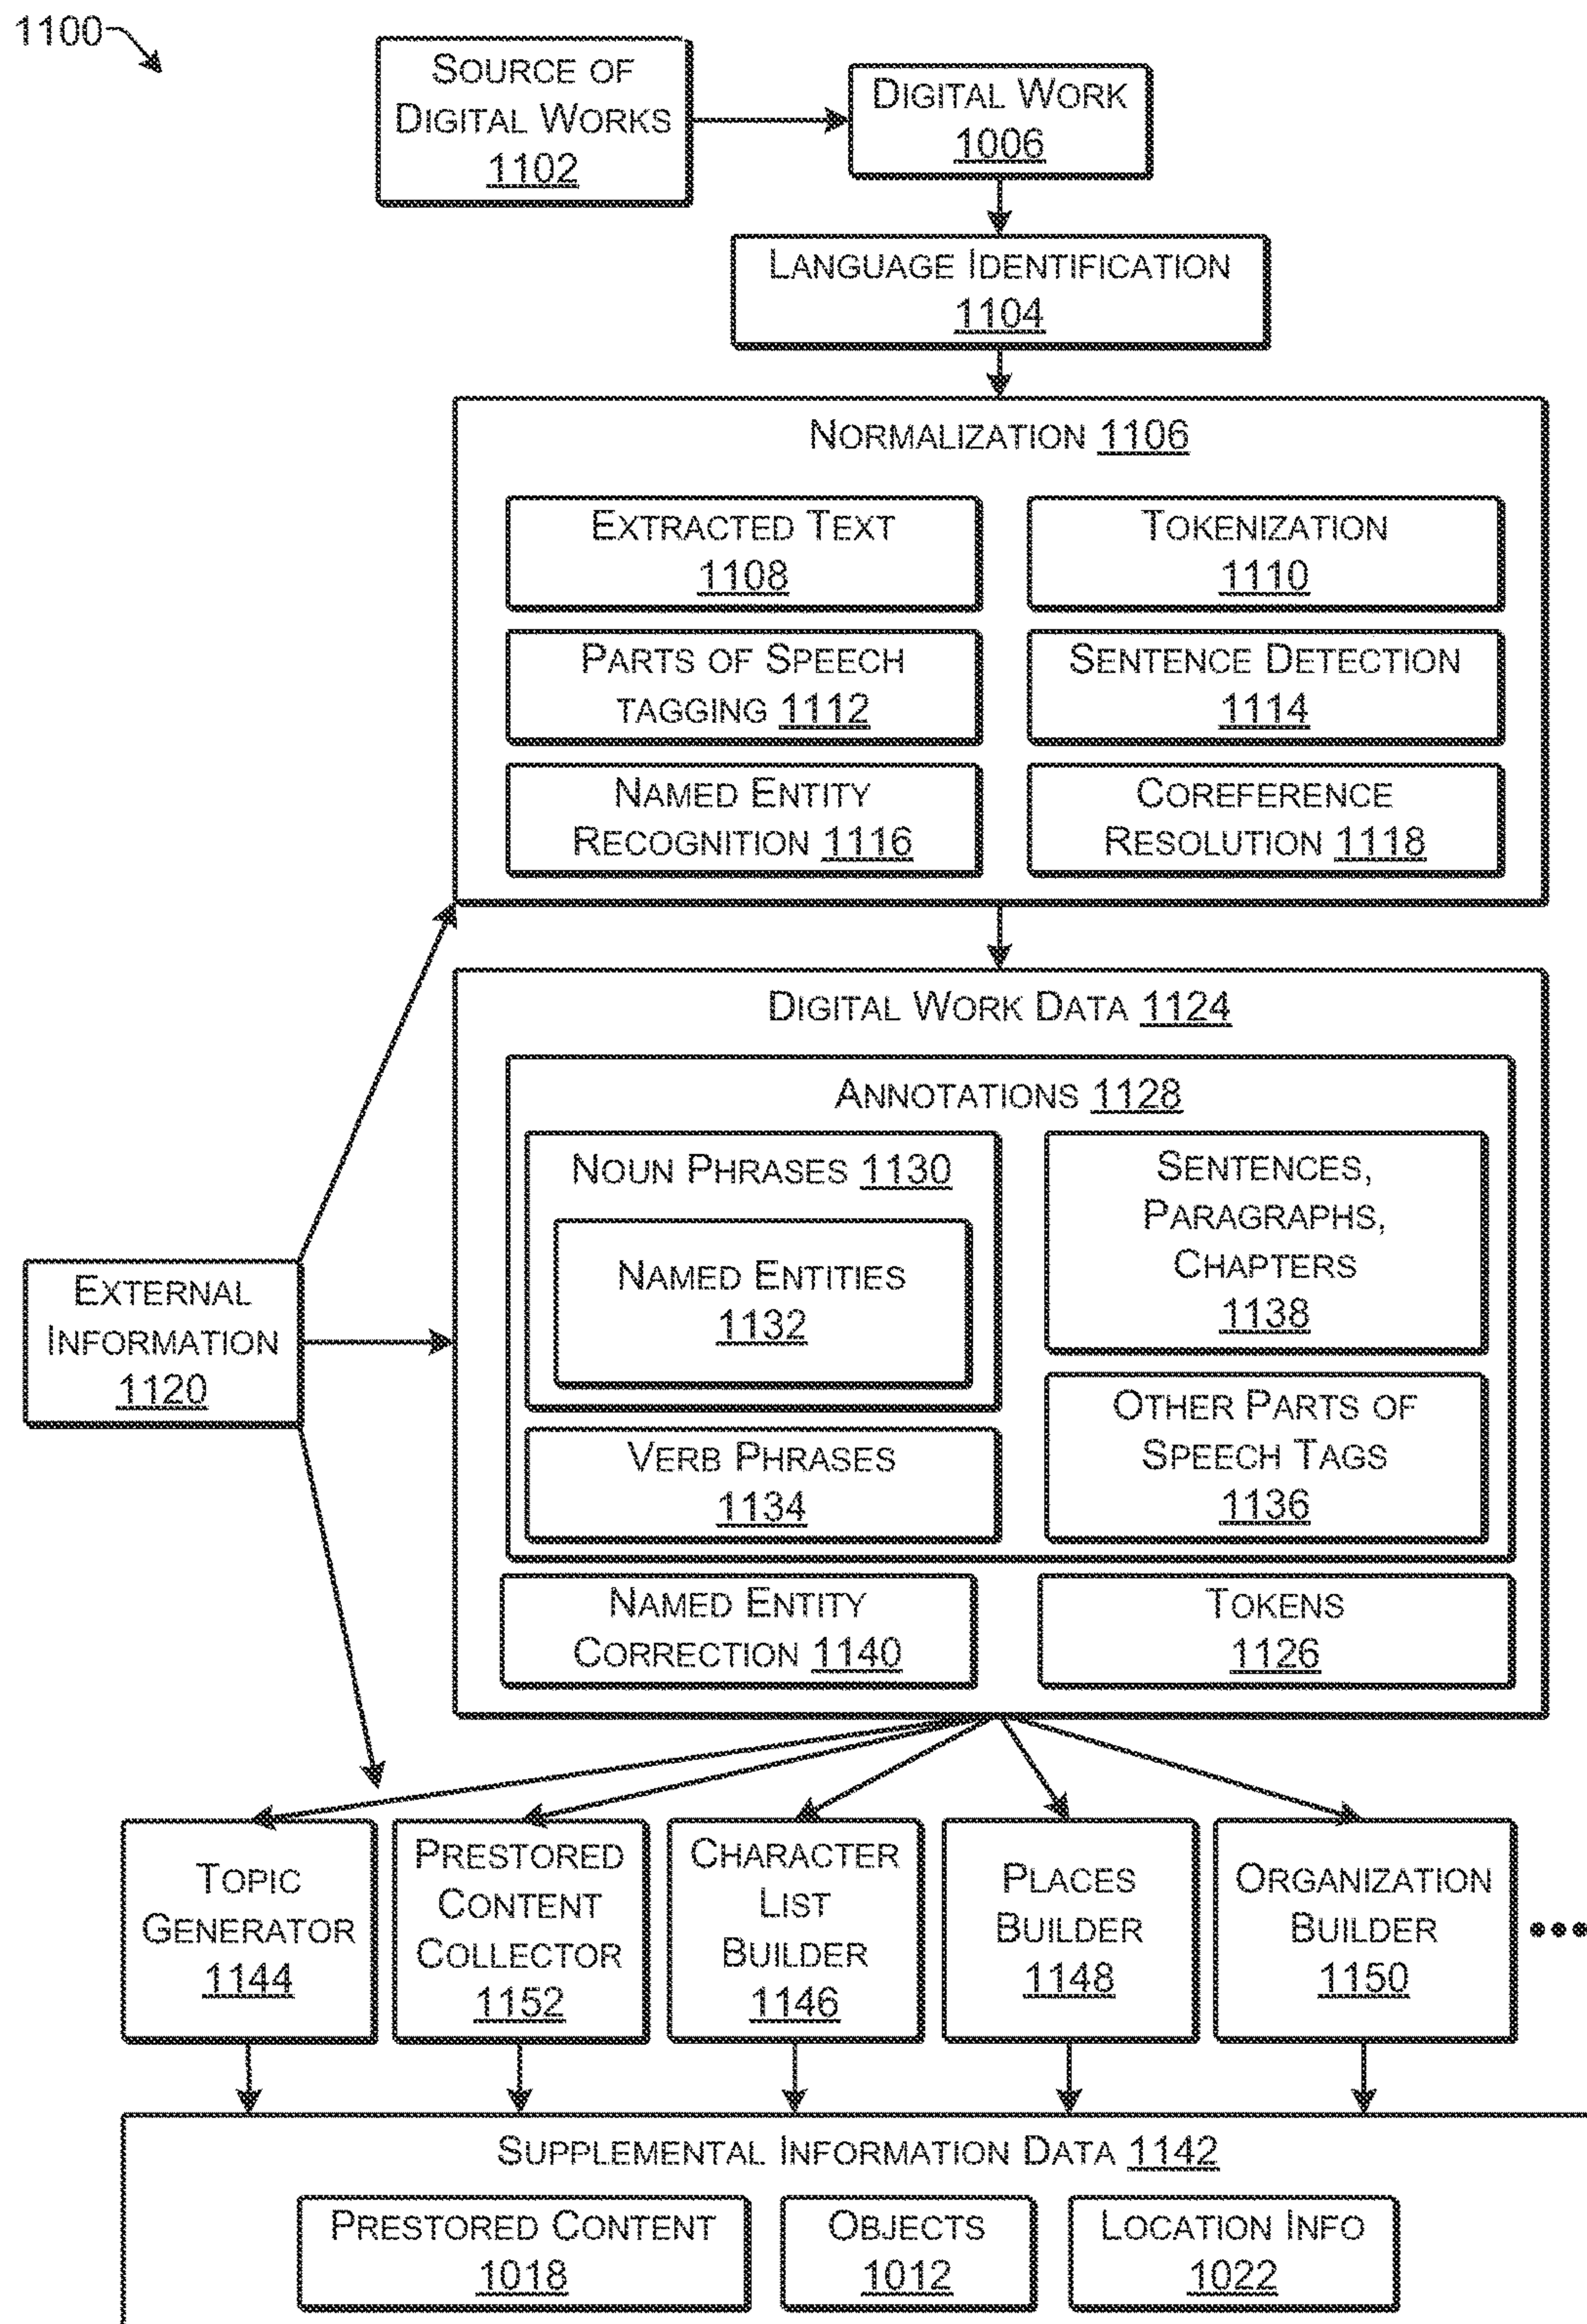 1100
SOURCE OF
DIGITAL WORKS
1102
DIGITAL WORK
1006
LANGUAGE IDENTIFICATION
1104
NORMALIZATION 1106
EXTRACTED TEXT
1108
TOKENIZATION
1110
PARTS OF SPEECH
TAGGING 1112
SENTENCE DETECTION
1114
NAMED ENTITY
RECOGNITION 1116
COREFERENCE
RESOLUTION 1118
DIGITAL WORK DATA 1124
ANNOTATIONS 1128
NOUN PHRASES 1130
NAMED ENTITIES
1132
SENTENCES,
PARAGRAPHS,
CHAPTERS
1138
EXTERNAL
INFORMATION
1120
VERB PHRASES
1134
OTHER PARTS OF
SPEECH TAGS
1136
NAMED ENTITY
CORRECTION 1140
TOKENS
1126
TOPIC
GENERATOR
1144
PRESTORED
CONTENT
COLLECTOR
1152
CHARACTER
LIST
BUILDER
1146
PLACES
BUILDER
1148
ORGANIZATION
BUILDER
1150
•••
SUPPLEMENTAL INFORMATION DATA 1142
PRESTORED CONTENT
1018
OBJECTS
1012
LOCATION INFO
1022